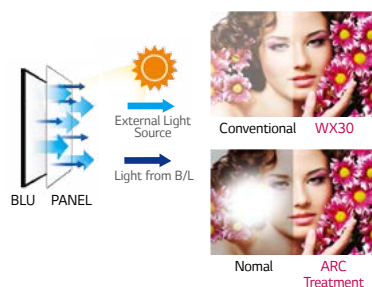 External Light
Source
Light from B/L
BLU PANEL
Conventional WX30
Nomal ARC
Treatment